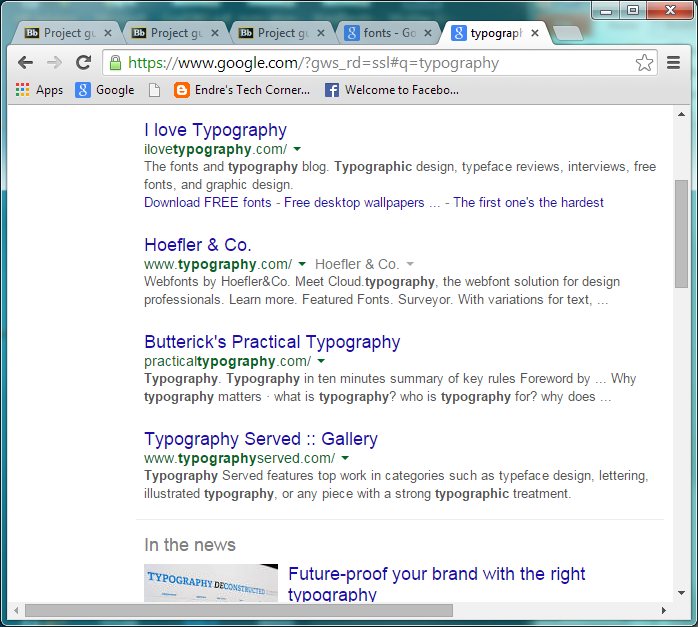 Bb Project gu
Bb Project gu
Bb Project gu
fonts - Go
typograph
https://www.google.com/?gws_rd=ssl#q=typography
Apps
Google
Endre's Tech Corner...
Welcome to Facebo...
I love Typography
ilovetypography.com/
The fonts and typography blog. Typographic design, typeface reviews, interviews, free
fonts, and graphic design.
Download FREE fonts - Free desktop wallpapers ... - The first one's the hardest
Hoefler & Co.
www.typography.com/ Hoefler & Co.
Webfonts by Hoefler&Co. Meet Cloud.typography, the webfont solution for design
professionals. Learn more. Featured Fonts. Surveyor. With variations for text, ...
Butterick's Practical Typography
practicaltypography.com/
Typography. Typography in ten minutes summary of key rules Foreword by ... Why
typography matters · what is typography? who is typography for? why does ...
Typography Served :: Gallery
www.typographyserved.com/
Typography Served features top work in categories such as typeface design, lettering,
illustrated typography, or any piece with a strong typographic treatment.
In the news
TYPOGRAPHY DECONSTRUCTED
Future-proof your brand with the right
typography